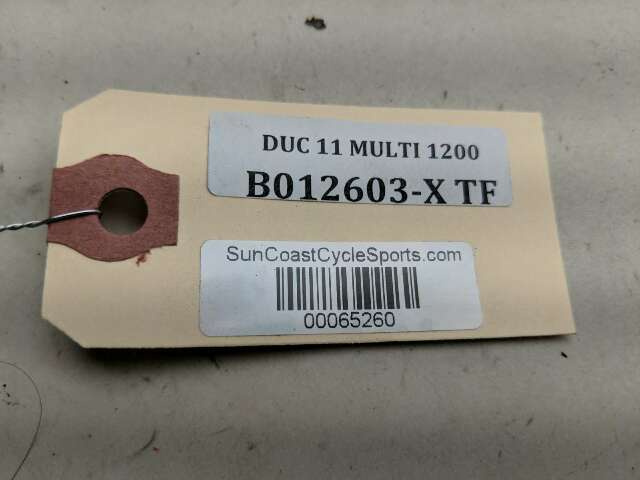 DUC 11 MULTI 1200
B012603-X TF
SunCoastCycleSports.com
00065260